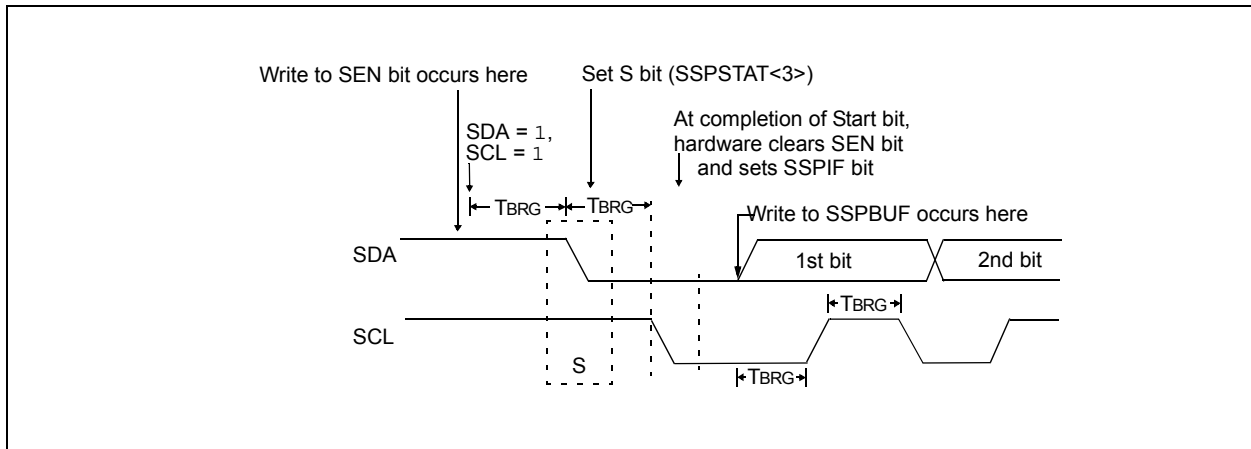 Write to SEN bit occurs here
Set S bit (SSPSTAT<3>)
SDA = 1,
SCL = 1
At completion of Start bit,
hardware clears SEN bit
and sets SSPIF bit
TBRG
TBRG
Write to SSPBUF occurs here
SDA
1st bit
2nd bit
TBRG
SCL
S
TBRG